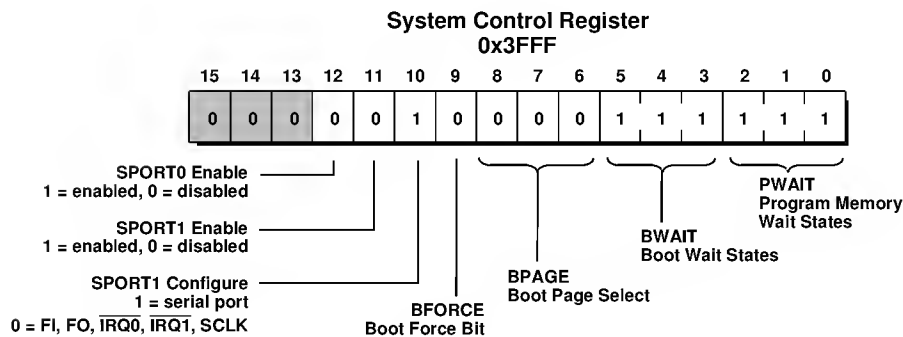 System Control Register
0x3FFF
15 14 13 12 11 10 9 8 7 6 5 4 3 2 1 0
0 0 0 0 0 1 0 0 0 0 1 1 1 1 1 1
SPORT0 Enable
1 = enabled, 0 = disabled
SPORT1 Enable
1 = enabled, 0 = disabled
SPORT1 Configure
1 = serial port
0 = FI, FO, IRQ0, IRQ1, SCLK
BFORCE
Boot Force Bit
BPAGE
Boot Page Select
BWAIT
Boot Wait States
PWAIT
Program Memory
Wait States